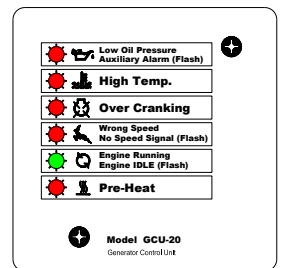 Low Oil Pressure
Auxiliary Alarm (Flash)
High Temp.
Over Cranking
Wrong Speed
No Speed Signal (Flash)
Engine Running
Engine IDLE (Flash)
Pre-Heat
Model GCU-20
Generator Control Unit